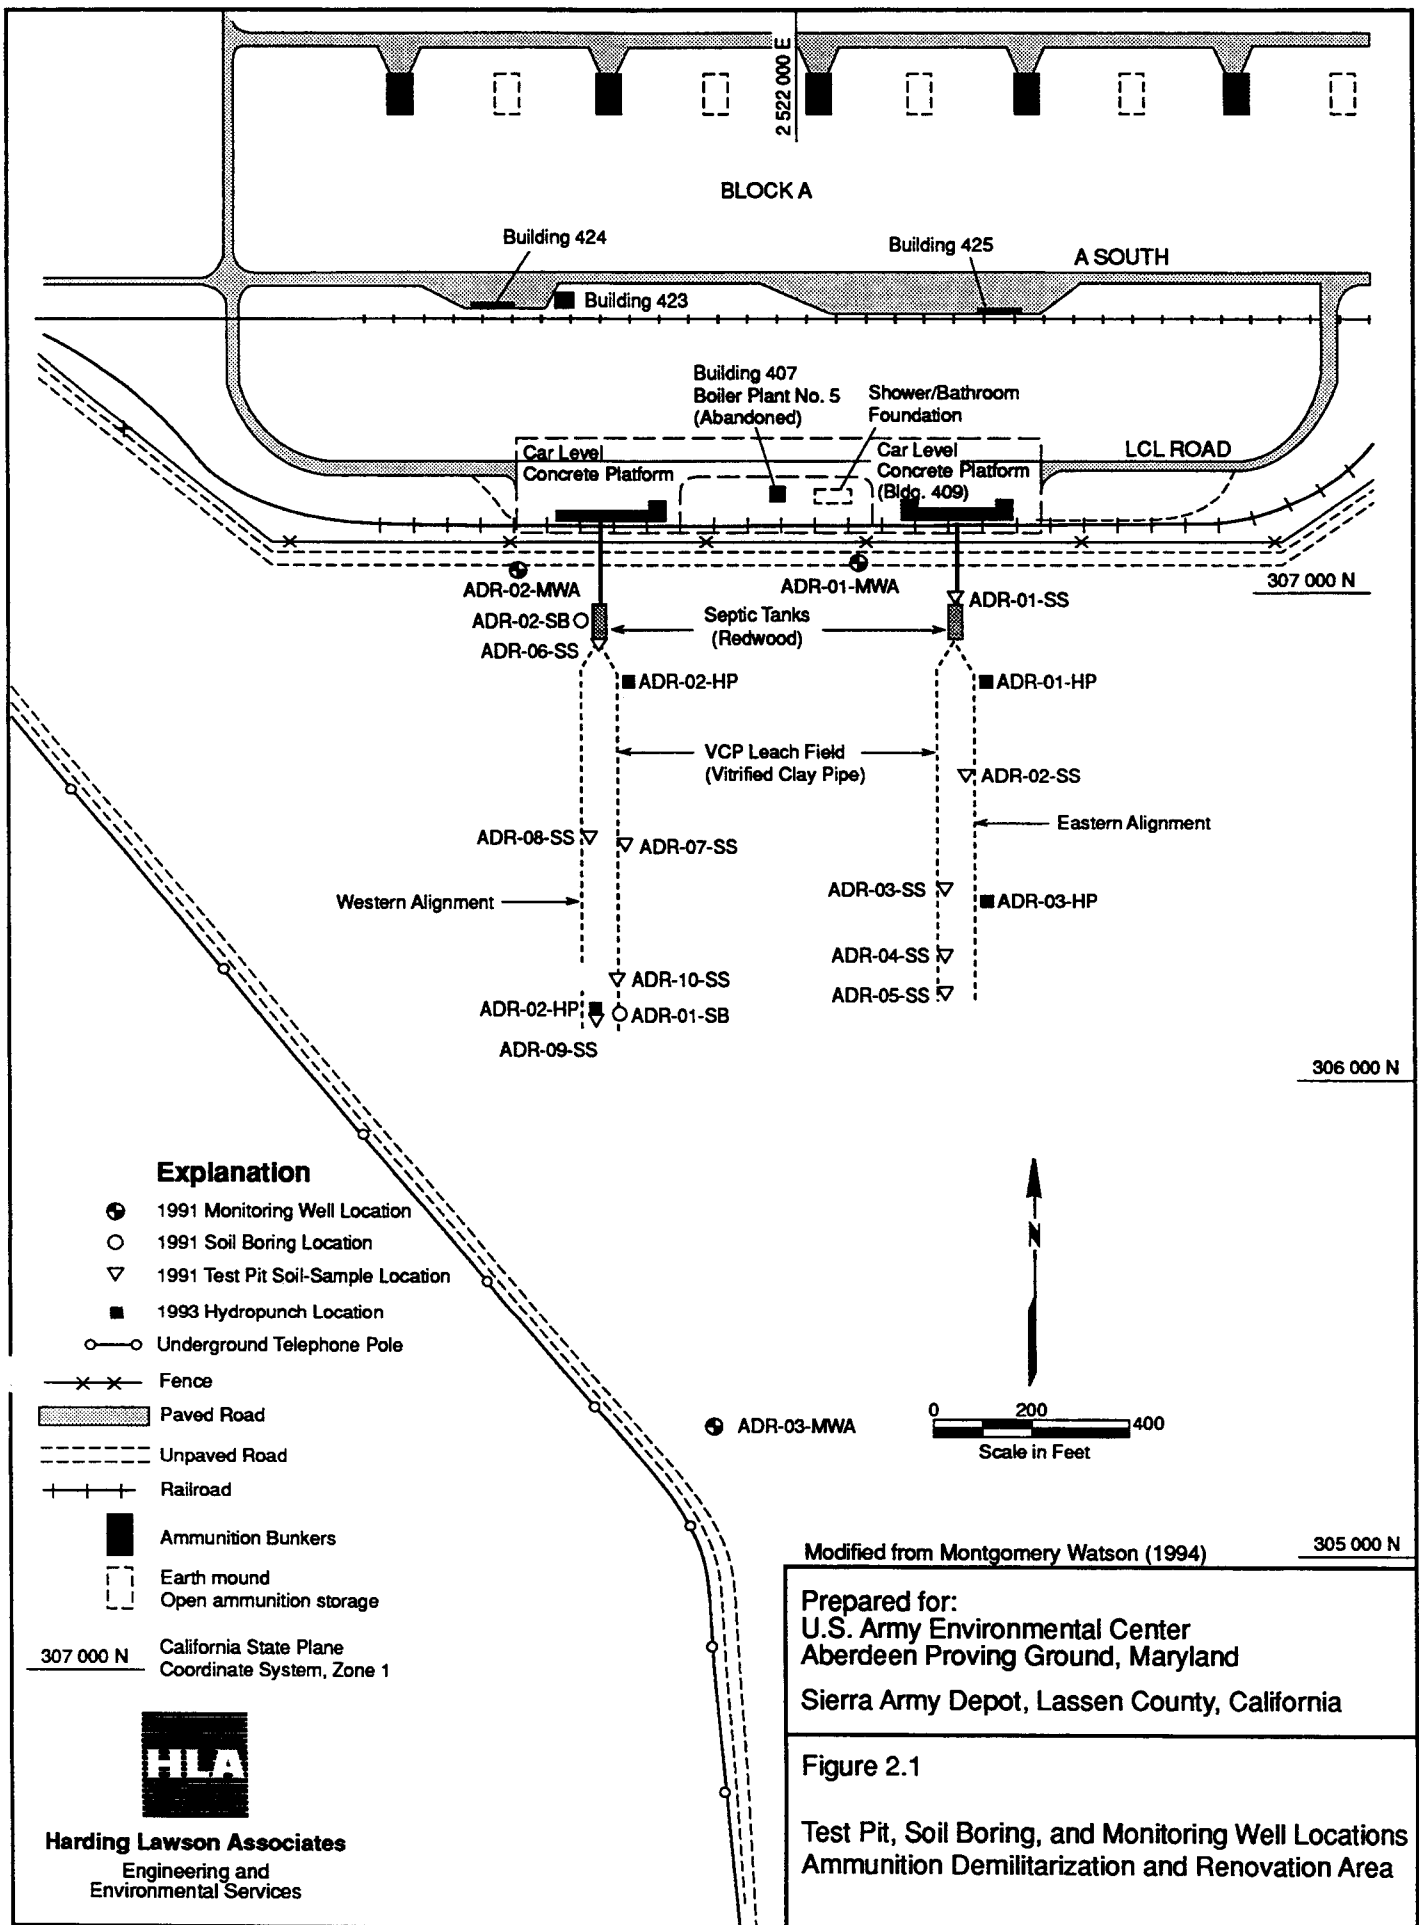 2 522 000 E
BLOCK A
Building 424
Building 425
A SOUTH
Building 423
Building 407
Boiler Plant No. 5
(Abandoned)
Shower/Bathroom
Foundation
Car Level
Concrete Platform
Car Level
Concrete Platform
(Bldg. 409)
LCL ROAD
ADR-02-MWA
ADR-01-MWA
307 000 N
ADR-01-SS
ADR-02-SB
Septic Tanks
(Redwood)
ADR-06-SS
ADR-02-HP
ADR-01-HP
VCP Leach Field
(Vitrified Clay Pipe)
ADR-02-SS
ADR-08-SS
ADR-07-SS
Eastern Alignment
Western Alignment
ADR-03-SS
ADR-03-HP
ADR-04-SS
ADR-10-SS
ADR-05-SS
ADR-02-HP
ADR-01-SB
ADR-09-SS
306 000 N
N
Explanation
1991 Monitoring Well Location
1991 Soil Boring Location
1991 Test Pit Soil-Sample Location
1993 Hydropunch Location
Underground Telephone Pole
Fence
Paved Road
Unpaved Road
Railroad
Ammunition Bunkers
Earth mound
Open ammunition storage
307 000 N
California State Plane
Coordinate System, Zone 1
ADR-03-MWA
0 200 400
Scale in Feet
305 000 N
Modified from Montgomery Watson (1994)
Prepared for:
U.S. Army Environmental Center
Aberdeen Proving Ground, Maryland
Sierra Army Depot, Lassen County, California
Figure 2.1
Test Pit, Soil Boring, and Monitoring Well Locations
Ammunition Demilitarization and Renovation Area
HLA
Harding Lawson Associates
Engineering and
Environmental Services